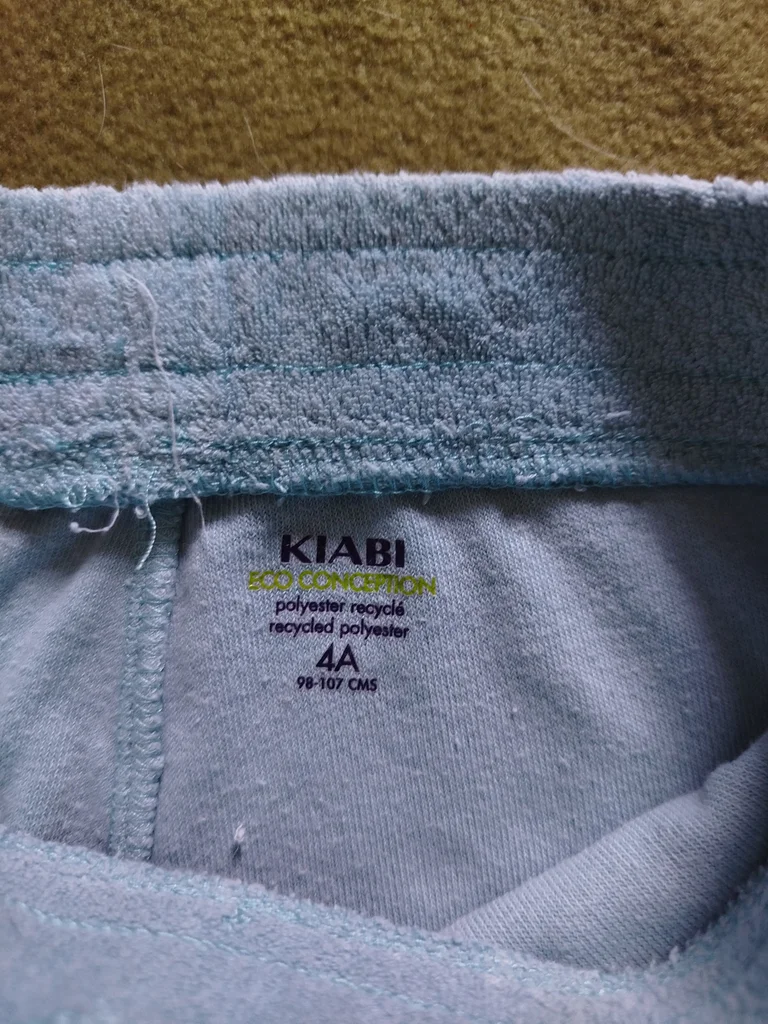 KIABI
ECO CONCEPTION
polyester recyclé
recycled polyester
4A
98-107 CMS